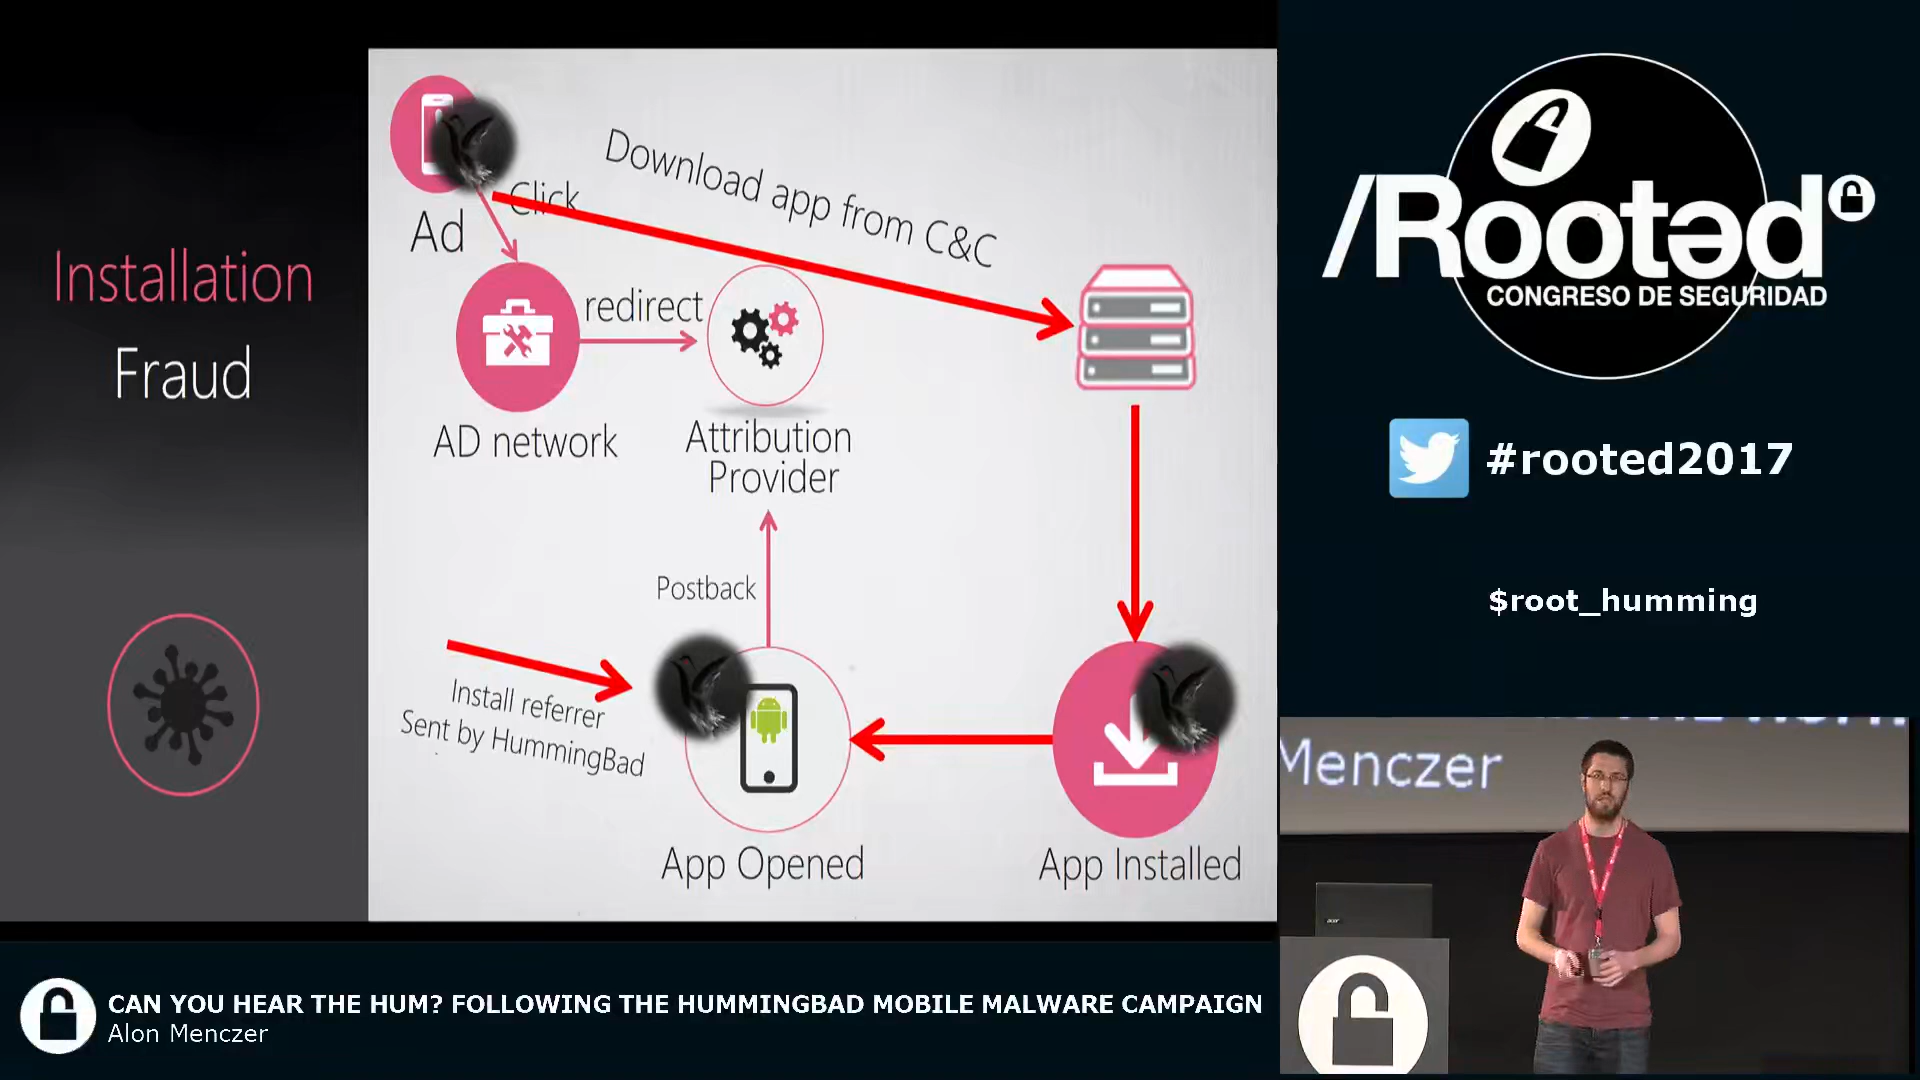 Installation
Fraud
Ad
Click
Download app from C&C
redirect
AD network
Attribution
Provider
Postback
Install referrer
Sent by HummingBad
App Opened
App Installed
/Rootəd
CONGRESO DE SEGURIDAD
#rooted2017
$root_humming
Menczer
acer
CAN YOU HEAR THE HUM? FOLLOWING THE HUMMINGBAD MOBILE MALWARE CAMPAIGN
Alon Menczer